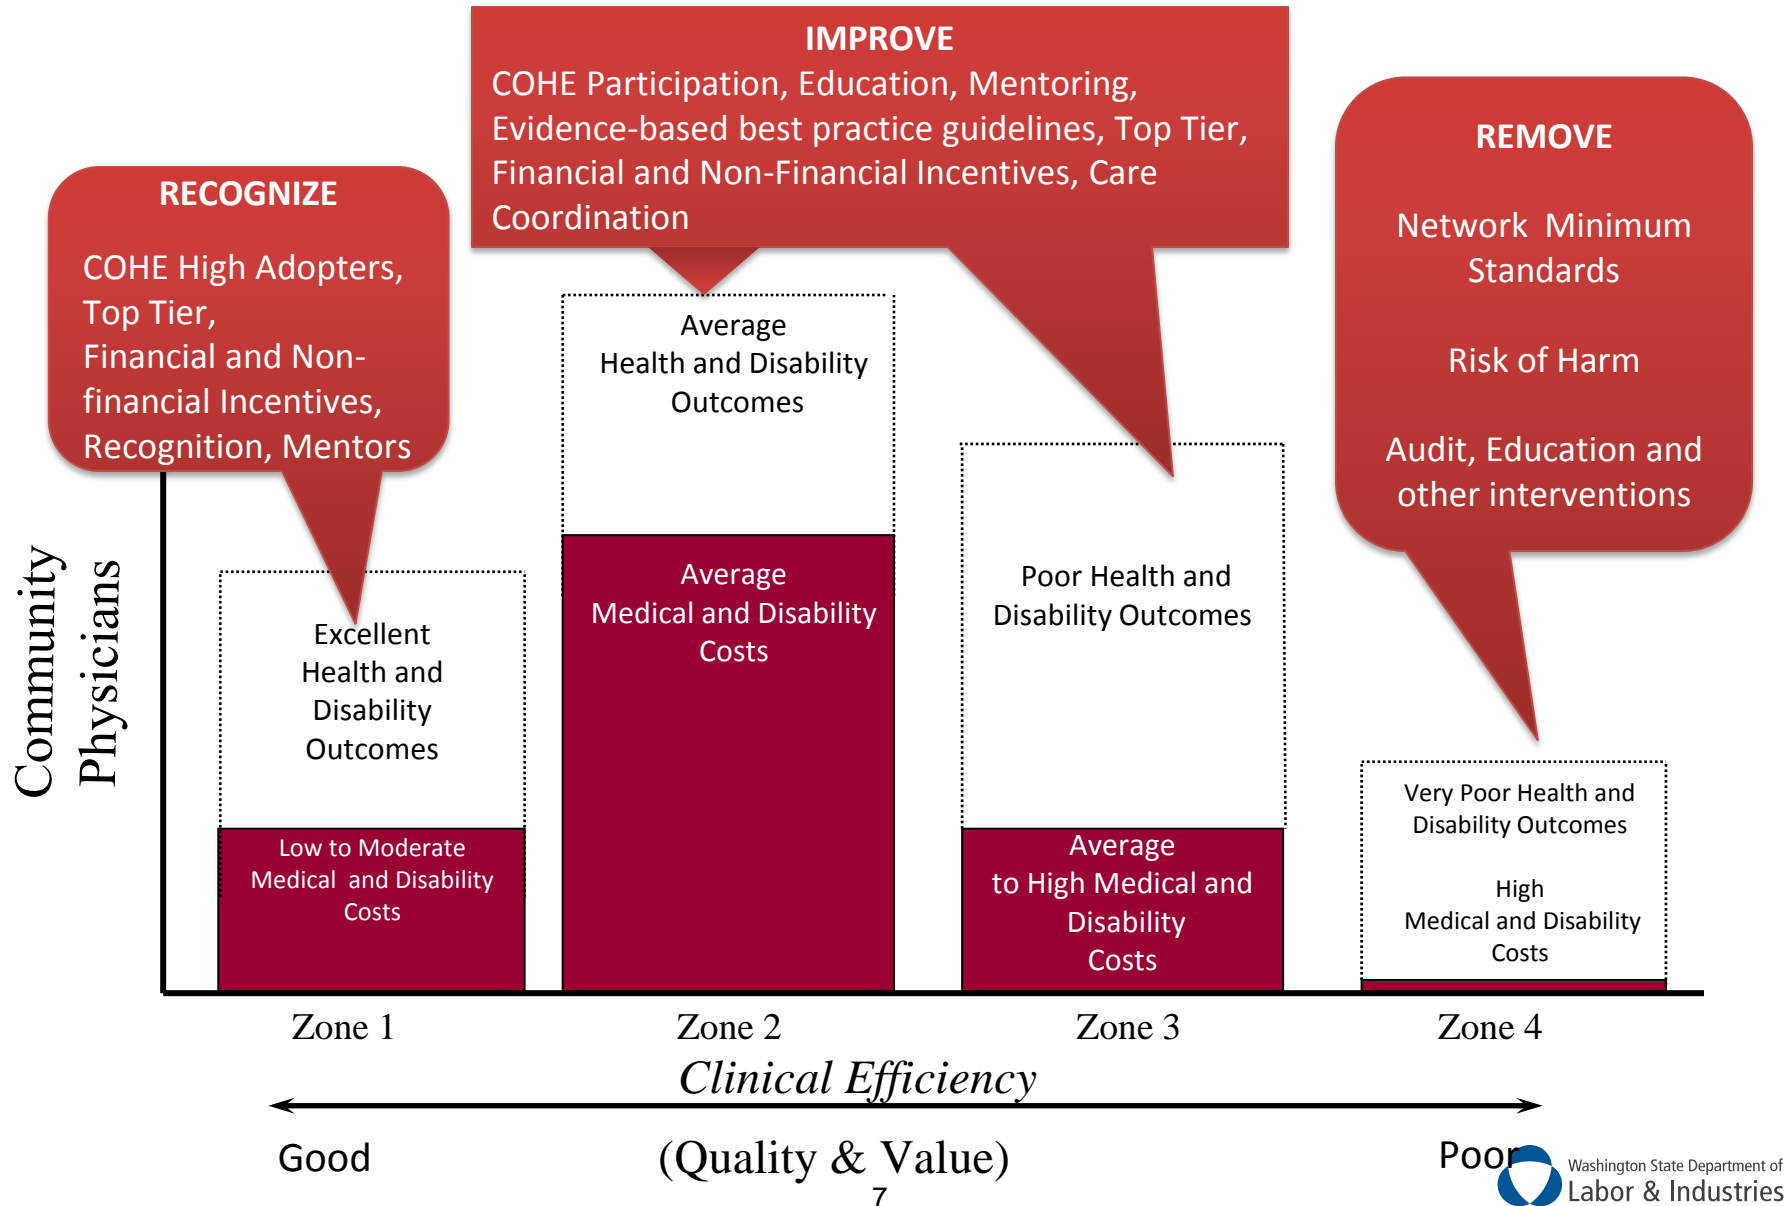 IMPROVE
COHE Participation, Education, Mentoring,
Evidence-based best practice guidelines, Top Tier,
Financial and Non-Financial Incentives, Care
Coordination
RECOGNIZE
COHE High Adopters,
Top Tier,
Financial and Non-
financial Incentives,
Recognition, Mentors
REMOVE
Network  Minimum
Standards
Risk of Harm
Audit, Education and
other interventions
Community
Physicians
Excellent
Health and
Disability
Outcomes
Low to Moderate
Medical  and Disability
Costs
Average
Health and Disability
Outcomes
Average
Medical and Disability
Costs
Poor Health and
Disability Outcomes
Average
to High Medical and
Disability
Costs
Very Poor Health and
Disability Outcomes
High
Medical and Disability
Costs
Zone 1
Zone 2
Zone 3
Zone 4
Clinical Efficiency
Good
(Quality & Value)
Poor
7
Washington State Department of
Labor & Industries